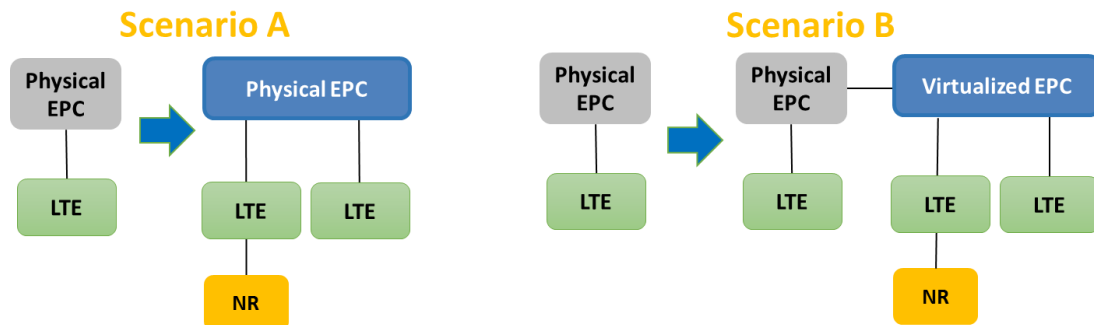 Scenario A
Physical
EPC
Physical EPC
LTE
LTE
LTE
NR
Scenario B
Physical
EPC
Physical
EPC
Virtualized EPC
LTE
LTE
LTE
LTE
NR